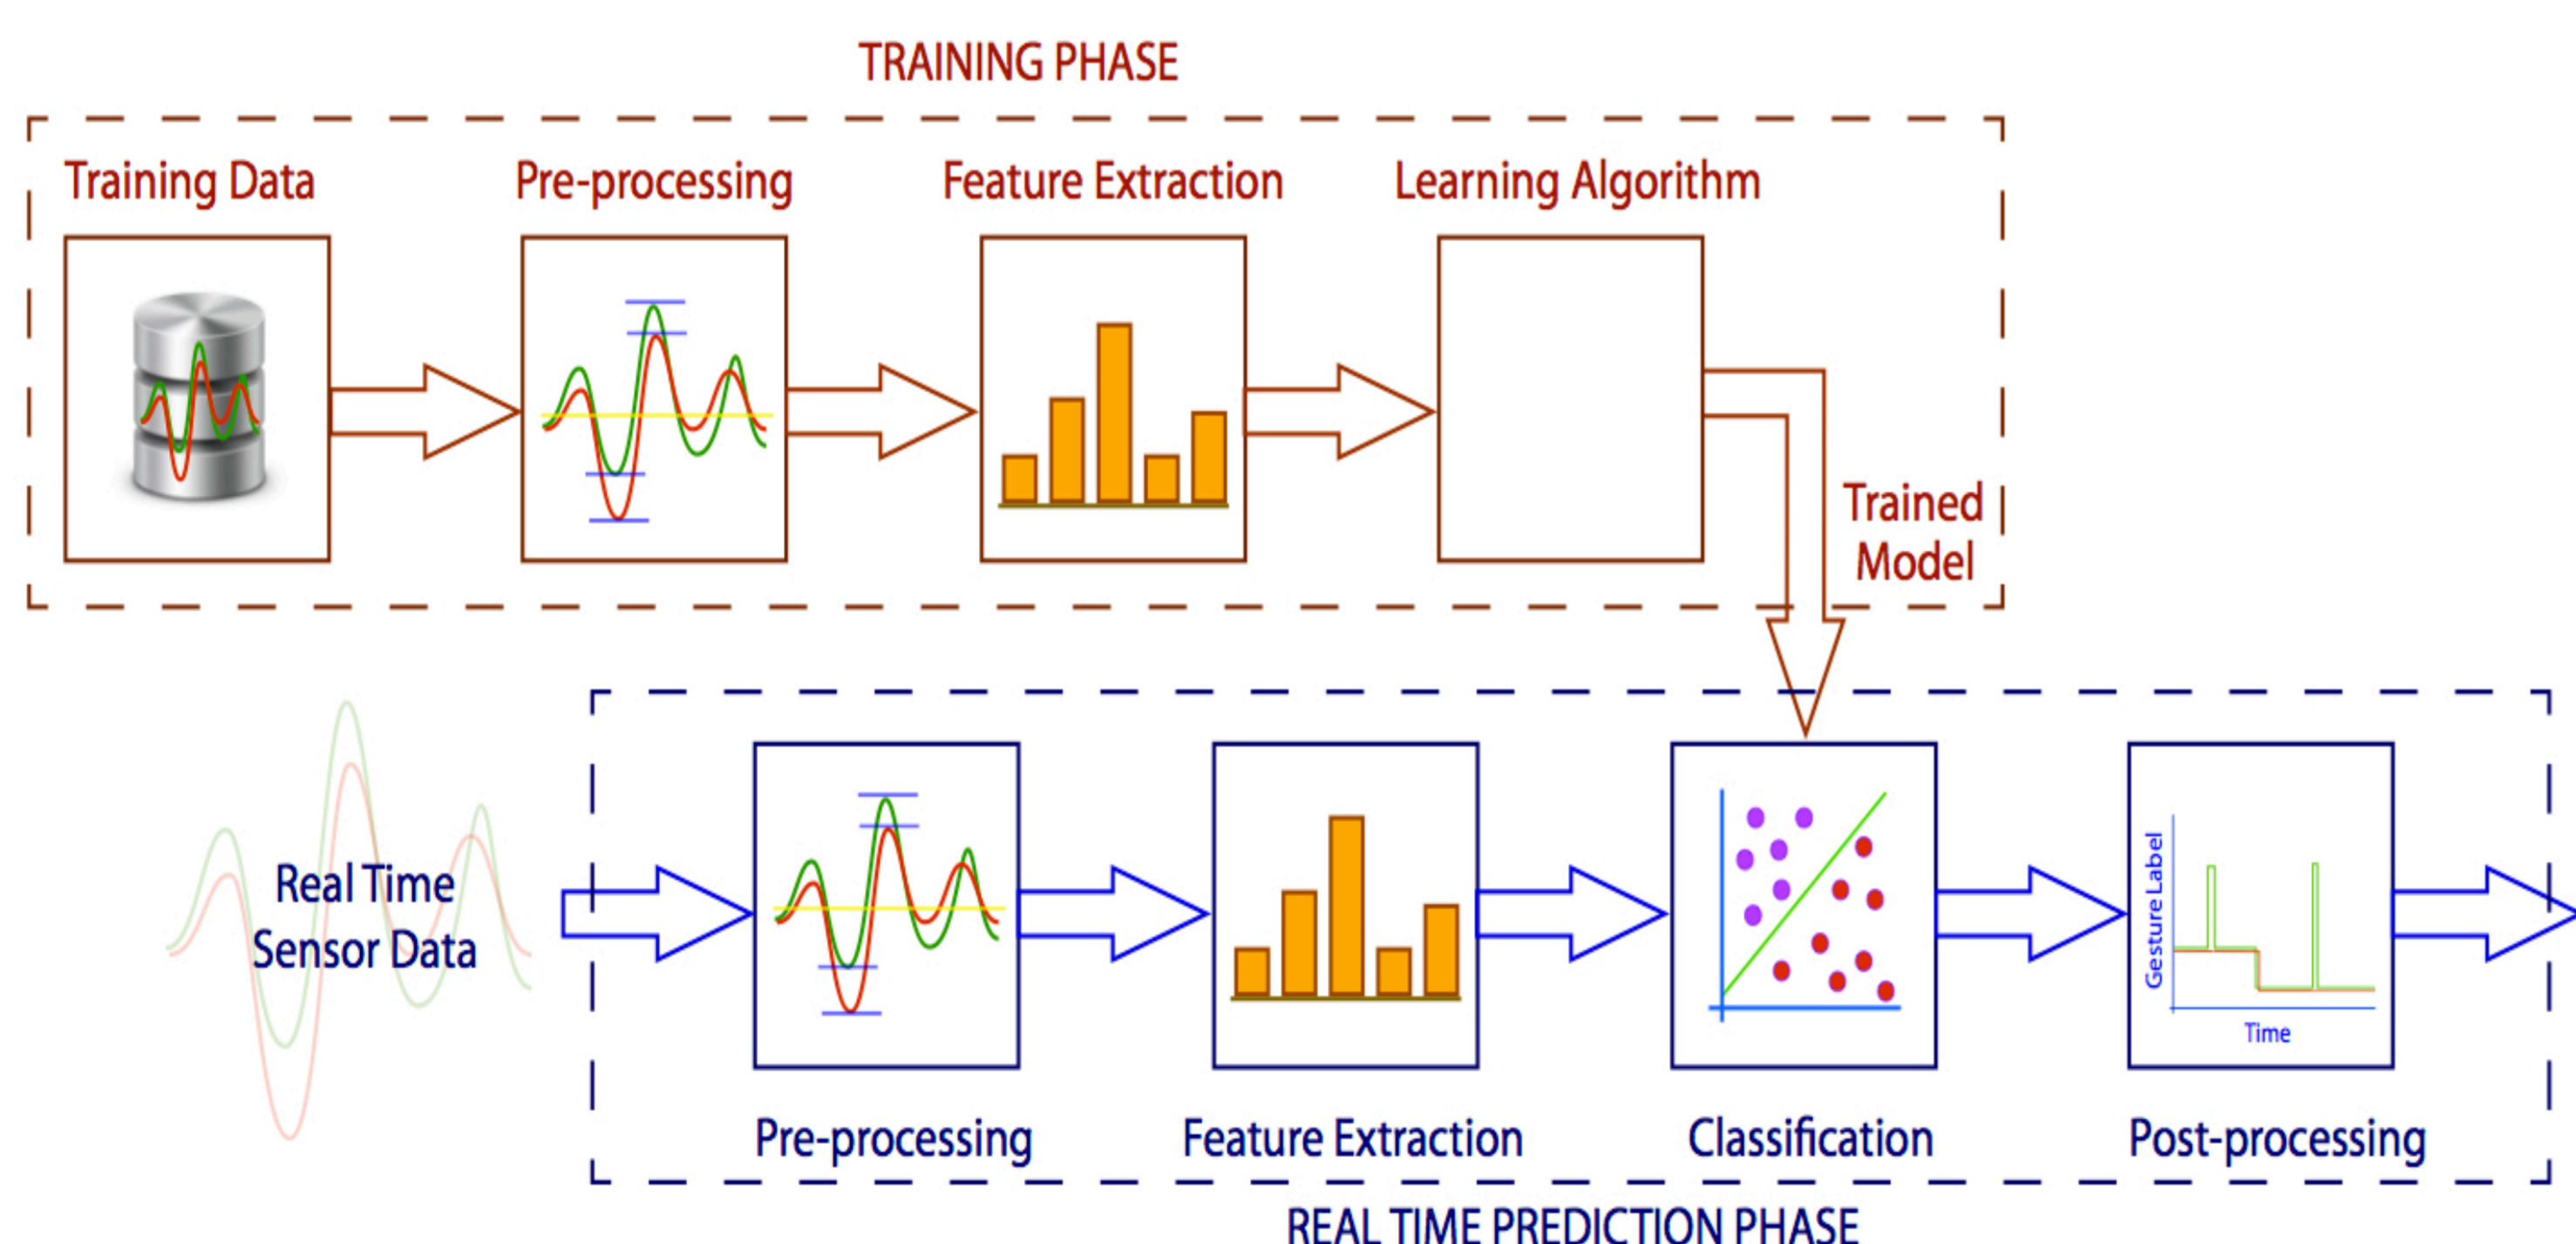 TRAINING PHASE
Training Data
Pre-processing
Feature Extraction
Learning Algorithm
Trained
Model
Real Time
Sensor Data
Gesture Label
Time
Pre-processing
Feature Extraction
Classification
Post-processing
REAL TIME PREDICTION PHASE